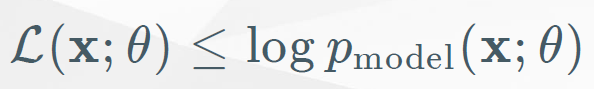 ℒ(𝐱; θ) ≤ log p_model(𝐱; θ)